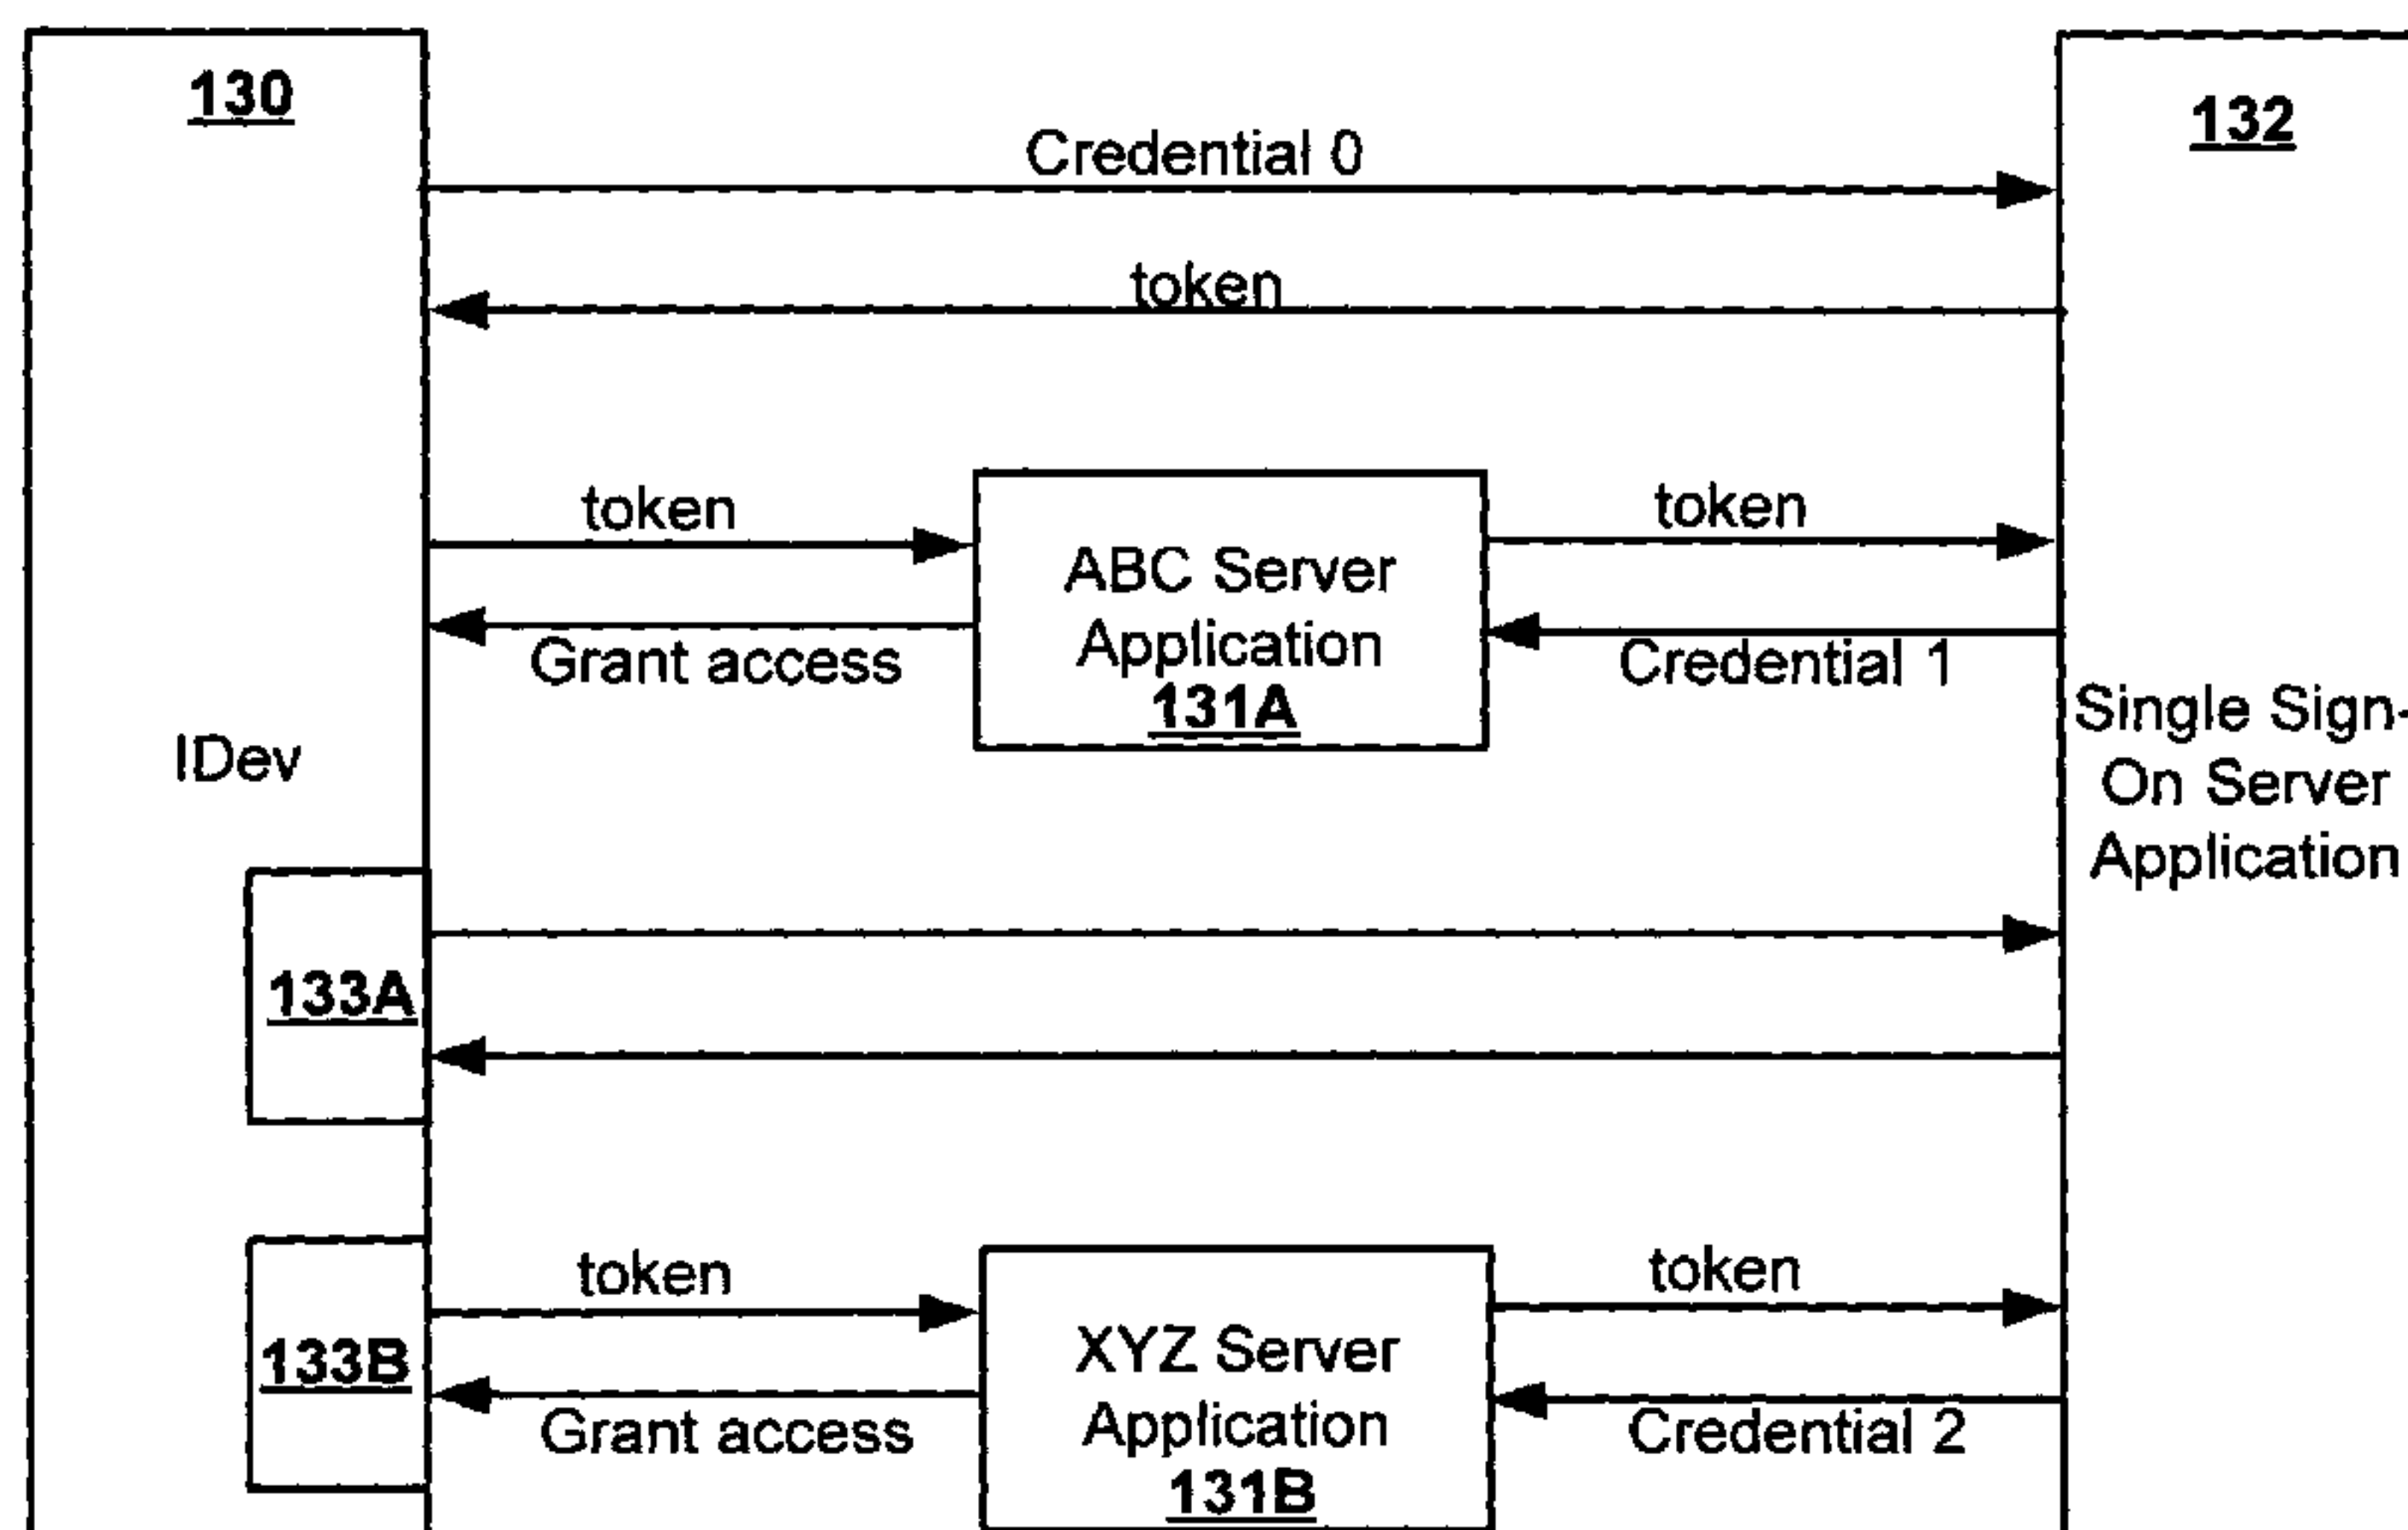 130
132
Credential 0
token
token
token
ABC Server
Application
131A
Grant access
Credential 1
IDev
Single Sign-
On Server
Application
133A
133B
token
token
XYZ Server
Application
131B
Grant access
Credential 2